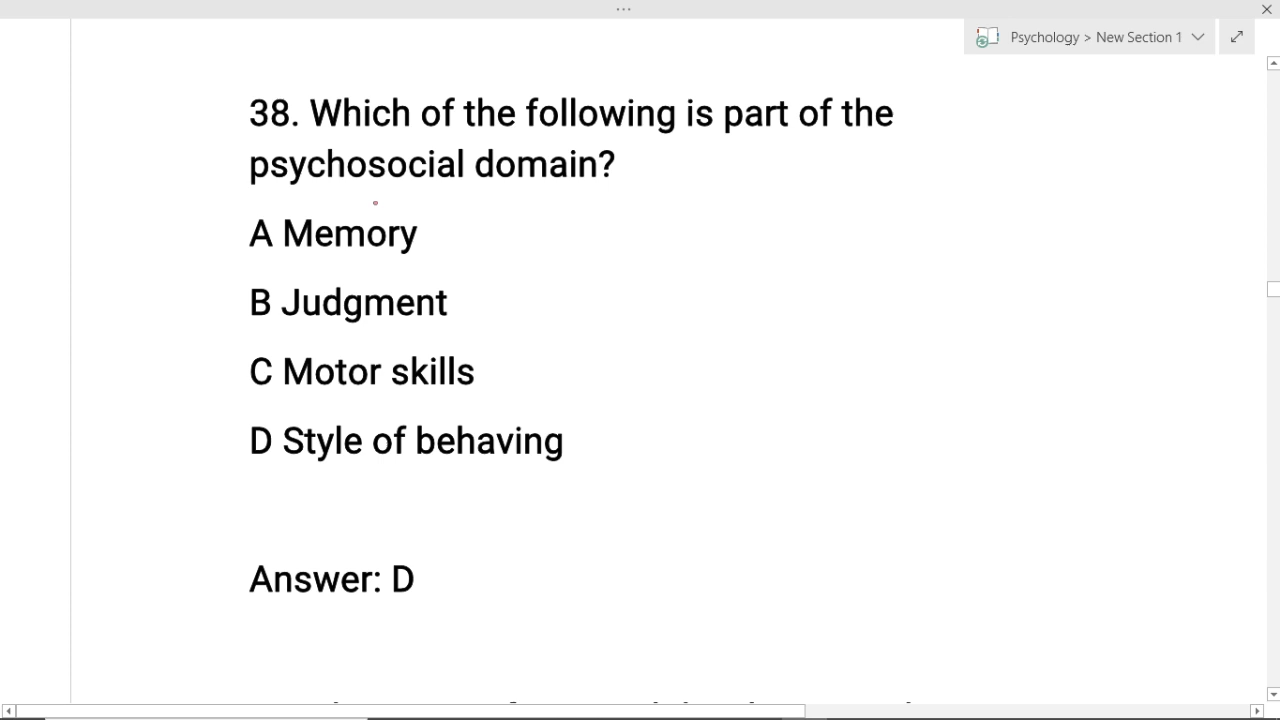 Psychology > New Section 1
38. Which of the following is part of the
psychosocial domain?
A Memory
B Judgment
C Motor skills
D Style of behaving
Answer: D